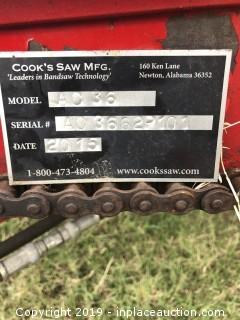 COOK'S SAW MFG.
'Leaders in Bandsaw Technology'
160 Ken Lane
Newton, Alabama 36352
MODEL AC 36
SERIAL #
DATE 2015
1-800-473-4804 www.cookssaw.com
Copyright 2019 - inplaceauction.com